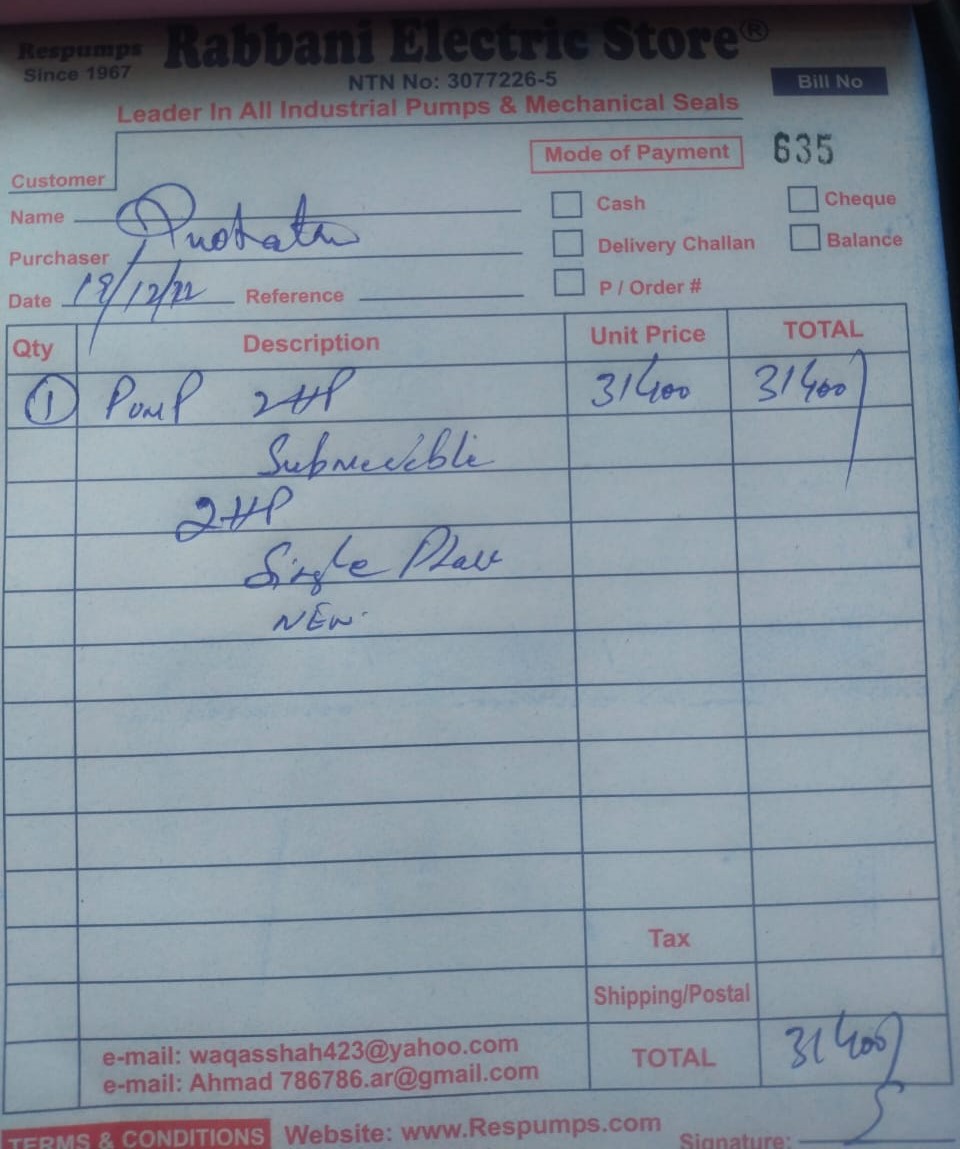 Respumps Rabbani Electric Store®
Since 1967
NTN No: 3077226-5
Bill No
Leader In All Industrial Pumps & Mechanical Seals
Mode of Payment 635
Customer
Name
Cash Cheque
Purchaser
Delivery Challan Balance
Date 19/12/22 Reference
P / Order #
Qty Description Unit Price TOTAL
1 PumP 2HP 31400 31400
Submersible
2HP
Single Phase
NEW
Tax
Shipping/Postal
e-mail: waqasshah423@yahoo.com
TOTAL 31400
e-mail: Ahmad 786786.ar@gmail.com
TERMS & CONDITIONS Website: www.Respumps.com
Signature: